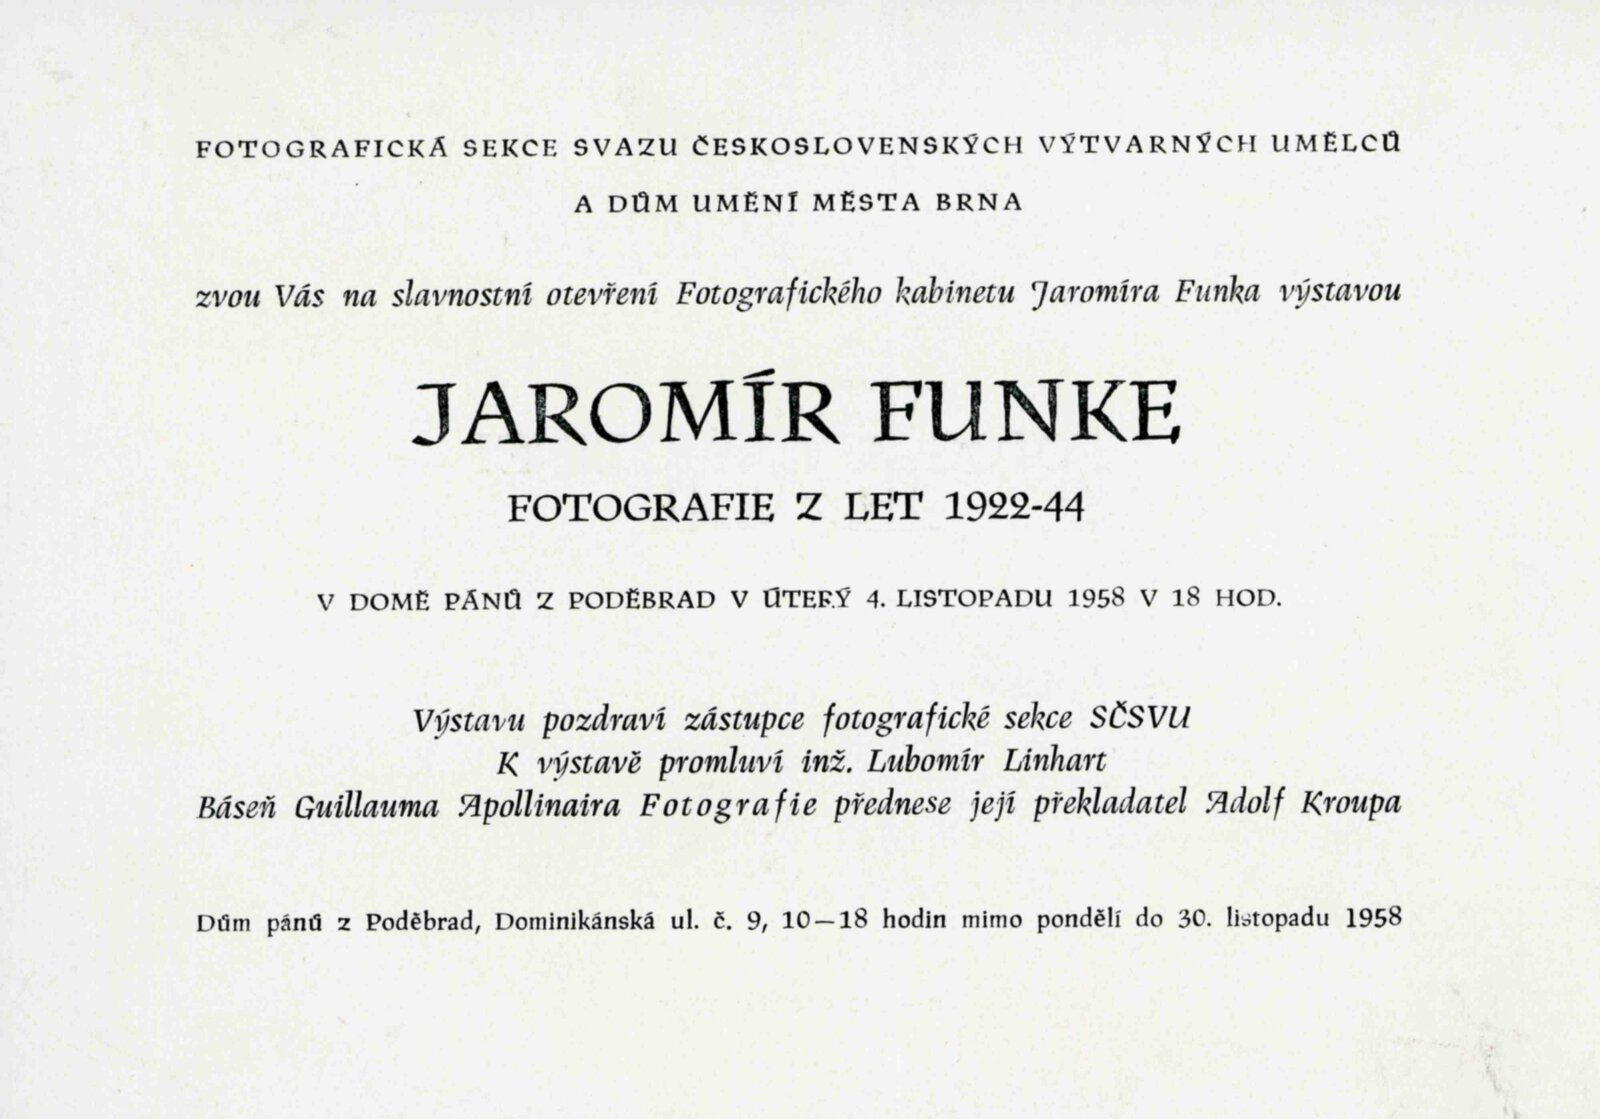 FOTOGRAFICKÁ SEKCE SVAZU ČESKOSLOVENSKÝCH VÝTVARNÝCH UMĚLCŮ
A DŮM UMĚNÍ MĚSTA BRNA
zvou Vás na slavnostní otevření Fotografického kabinetu Jaromíra Funka výstavou
JAROMÍR FUNKE
FOTOGRAFIE Z LET 1922-44
V DOMĚ PÁNŮ Z PODĚBRAD V ÚTERÝ 4. LISTOPADU 1958 V 18 HOD.
Výstavu pozdraví zástupce fotografické sekce SČSVU
K výstavě promluví inž. Lubomír Linhart
Báseň Guillauma Apollinaira Fotografie přednese její překladatel Adolf Kroupa
Dům pánů z Poděbrad, Dominikánská ul. č. 9, 10—18 hodin mimo pondělí do 30. listopadu 1958